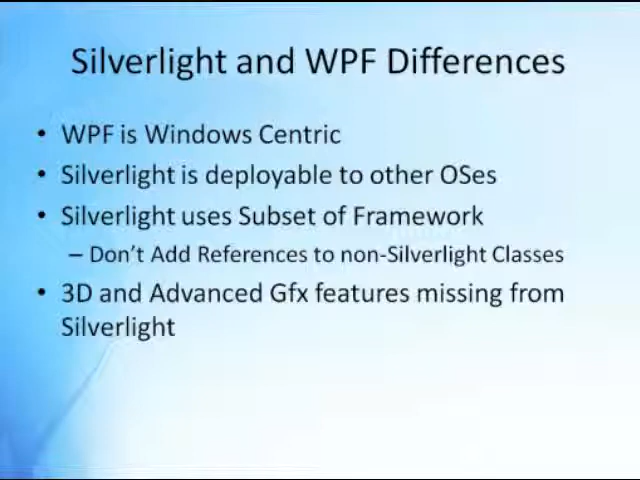 Silverlight and WPF Differences
• WPF is Windows Centric
• Silverlight is deployable to other OSes
• Silverlight uses Subset of Framework
– Don't Add References to non-Silverlight Classes
• 3D and Advanced Gfx features missing from
Silverlight